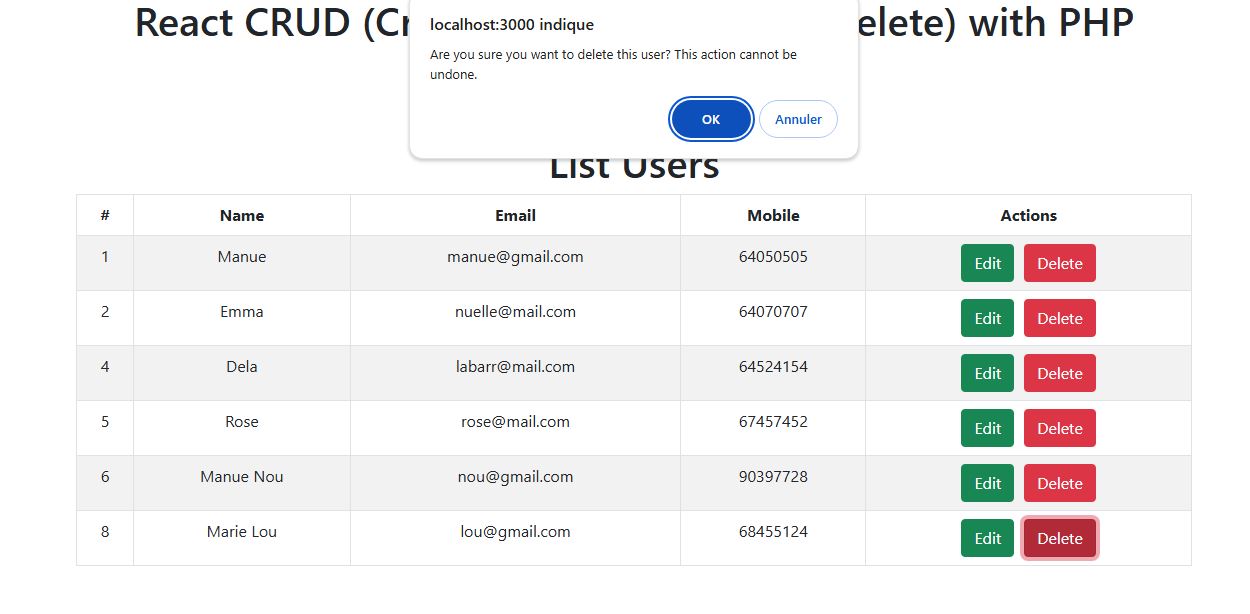 React CRUD (Cr elete) with PHP
localhost:3000 indique
Are you sure you want to delete this user? This action cannot be
undone.
OK Annuler
List Users
# Name Email Mobile Actions
1 Manue manue@gmail.com 64050505 Edit Delete
2 Emma nuelle@mail.com 64070707 Edit Delete
4 Dela labarr@mail.com 64524154 Edit Delete
5 Rose rose@mail.com 67457452 Edit Delete
6 Manue Nou nou@gmail.com 90397728 Edit Delete
8 Marie Lou lou@gmail.com 68455124 Edit Delete